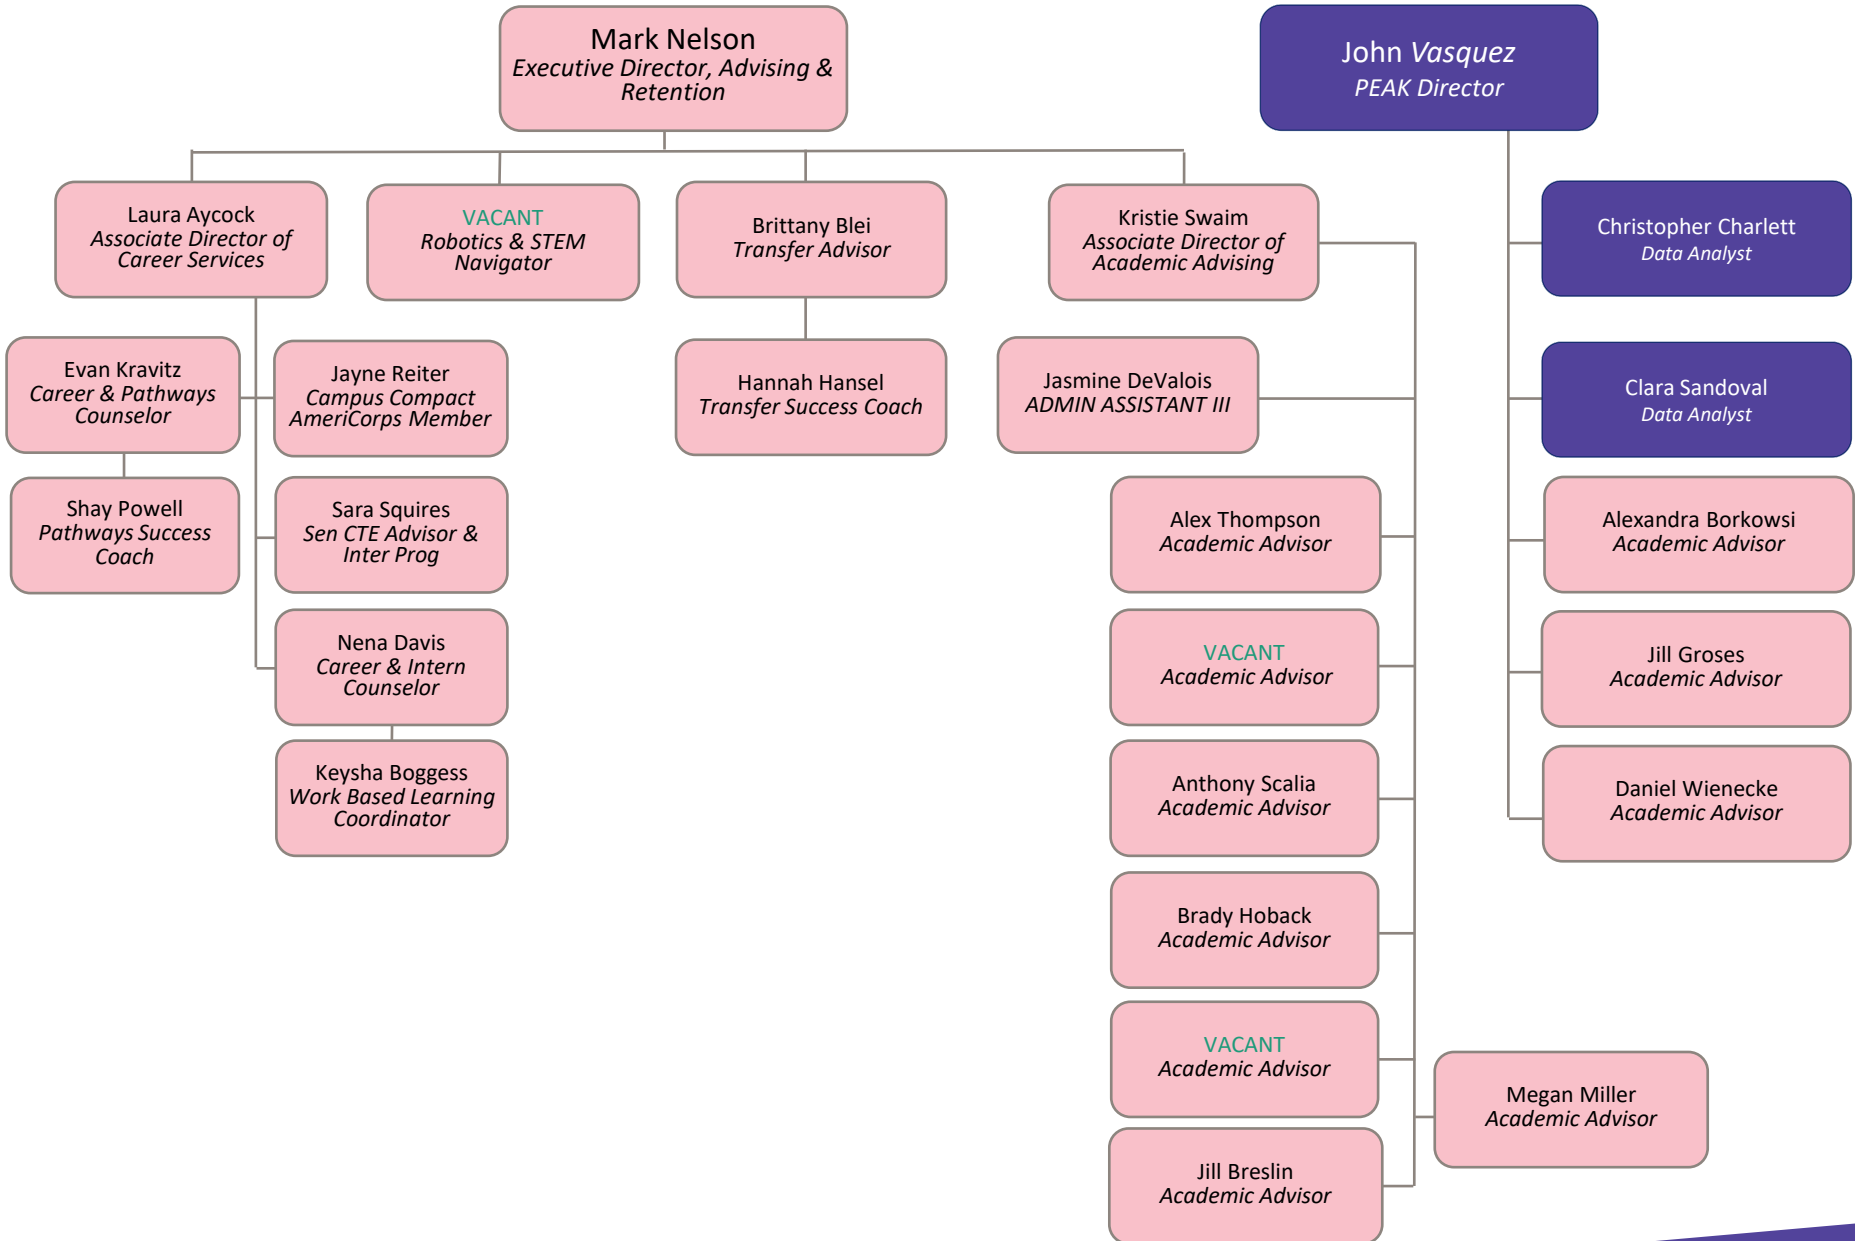 Mark Nelson
Executive Director, Advising &
Retention
John Vasquez
PEAK Director
Laura Aycock
Associate Director of
Career Services
VACANT
Robotics & STEM
Navigator
Brittany Blei
Transfer Advisor
Kristie Swaim
Associate Director of
Academic Advising
Christopher Charlett
Data Analyst
Evan Kravitz
Career & Pathways
Counselor
Jayne Reiter
Campus Compact
AmeriCorps Member
Hannah Hansel
Transfer Success Coach
Jasmine DeValois
ADMIN ASSISTANT III
Clara Sandoval
Data Analyst
Shay Powell
Pathways Success
Coach
Sara Squires
Sen CTE Advisor &
Inter Prog
Alex Thompson
Academic Advisor
Alexandra Borkowsi
Academic Advisor
Nena Davis
Career & Intern
Counselor
VACANT
Academic Advisor
Jill Groses
Academic Advisor
Keysha Boggess
Work Based Learning
Coordinator
Anthony Scalia
Academic Advisor
Daniel Wienecke
Academic Advisor
Brady Hoback
Academic Advisor
VACANT
Academic Advisor
Megan Miller
Academic Advisor
Jill Breslin
Academic Advisor